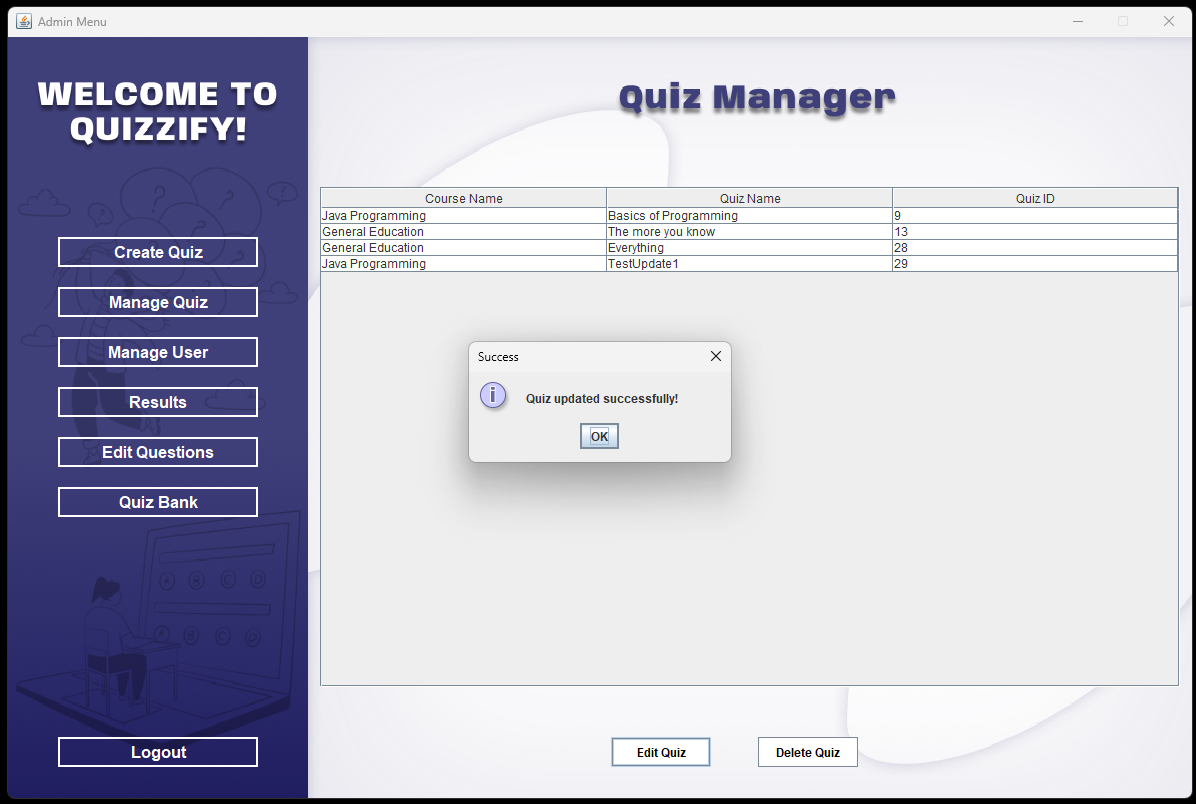 Admin Menu
WELCOME TO
QUIZZIFY!
Create Quiz
Manage Quiz
Manage User
Results
Edit Questions
Quiz Bank
A B C D
A B C D
Logout
Quiz Manager
Course Name Quiz Name Quiz ID
Java Programming Basics of Programming 9
General Education The more you know 13
General Education Everything 28
Java Programming TestUpdate1 29
Success
Quiz updated successfully!
OK
Edit Quiz Delete Quiz